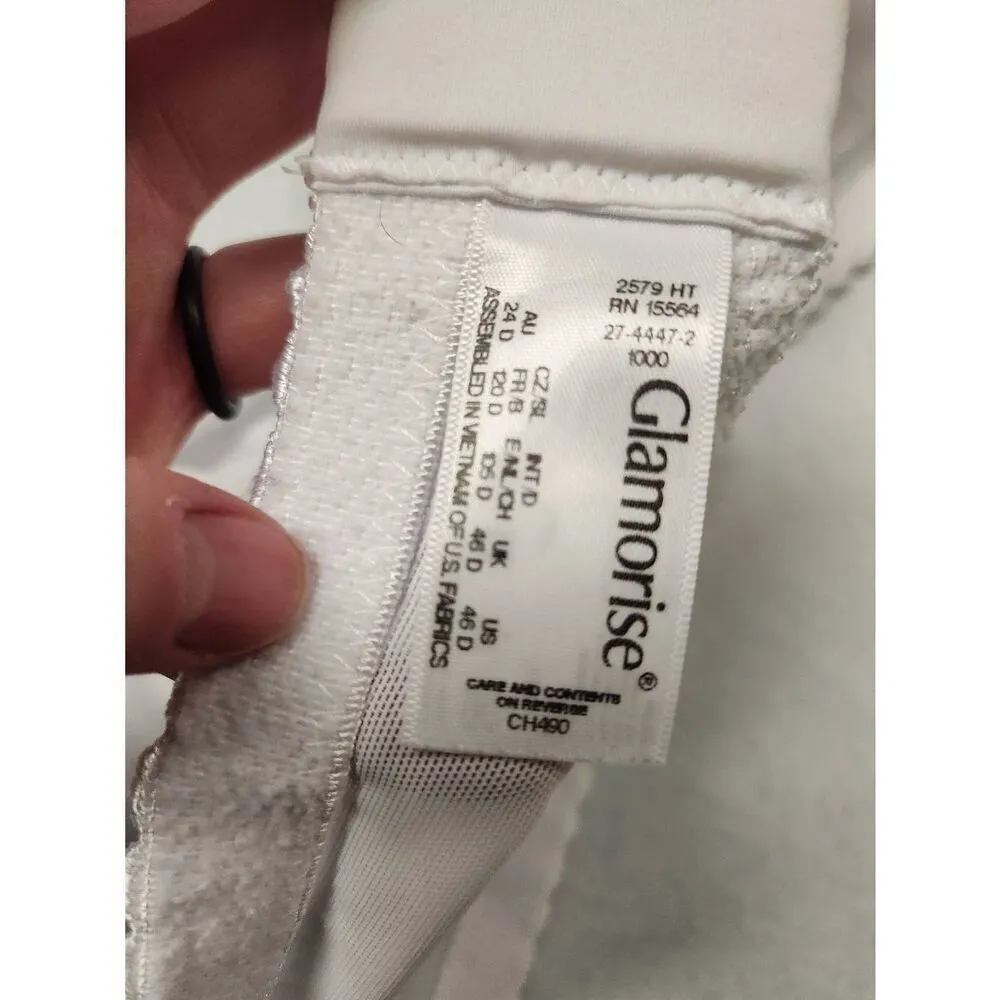 2579 HT
RN 15564
27-4447-2
1000
Glamorise®
AU CZ/SL INT/D UK US
FR/B E/NL/CH
24 D 120 D 105 D 46 D 46 D
ASSEMBLED IN VIETNAM OF U.S. FABRICS
CARE AND CONTENTS
ON REVERSE
CH490